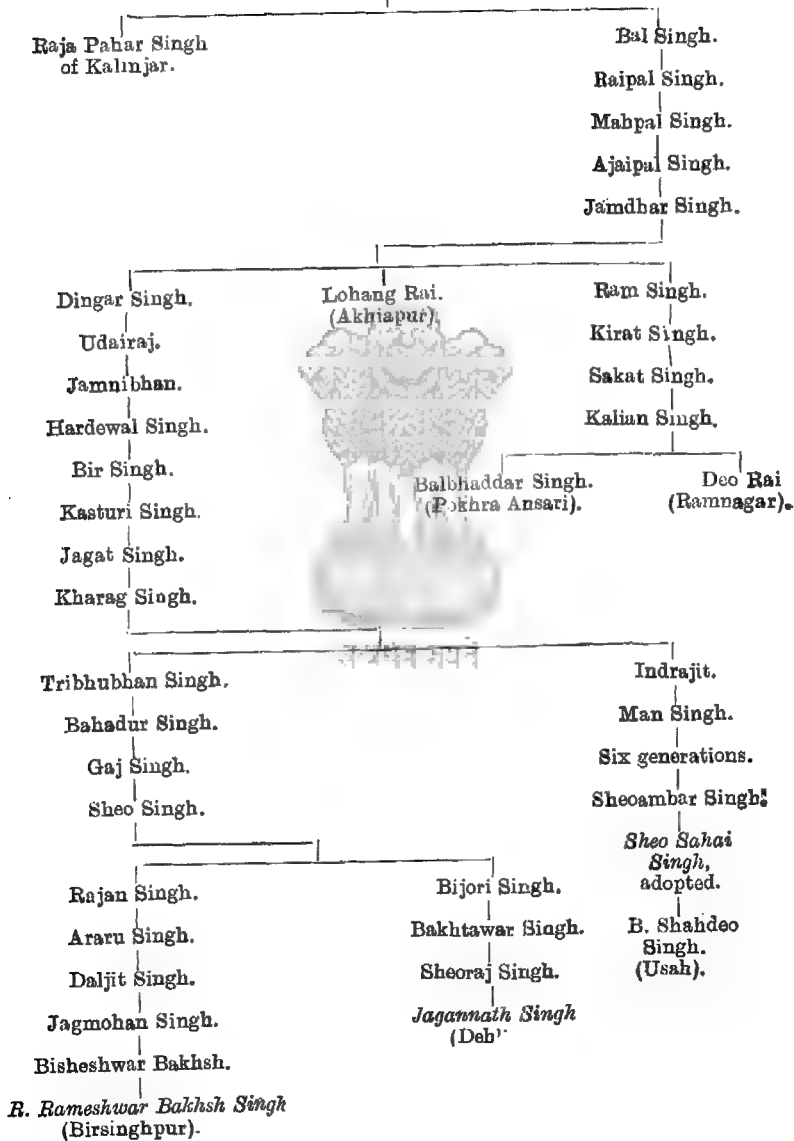 Raja Pahar Singh
of Kalinjar.
Bal Singh.
Raipal Singh.
Mahpal Singh.
Ajaipal Singh.
Jamdhar Singh.
Dingar Singh.
Udairaj.
Jamnibhan.
Hardewal Singh.
Bir Singh.
Kasturi Singh.
Jagat Singh.
Kharag Singh.
Lohang Rai.
(Akhiapur).
Ram Singh.
Kirat Singh.
Sakat Singh.
Kalian Singh.
Balbhaddar Singh.
(Pokhra Ansari).
Deo Rai
(Ramnagar).
Tribhubhan Singh.
Bahadur Singh.
Gaj Singh.
Sheo Singh.
Indrajit.
Man Singh.
Six generations.
Sheoambar Singh.
Sheo Sahai
Singh,
adopted.
B. Shahdeo
Singh.
(Usah).
Rajan Singh.
Araru Singh.
Daljit Singh.
Jagmohan Singh.
Bisheshwar Bakhsh.
R. Rameshwar Bakhsh Singh
(Birsinghpur).
Bijori Singh.
Bakhtawar Singh.
Sheoraj Singh.
Jagannath Singh
(Deh